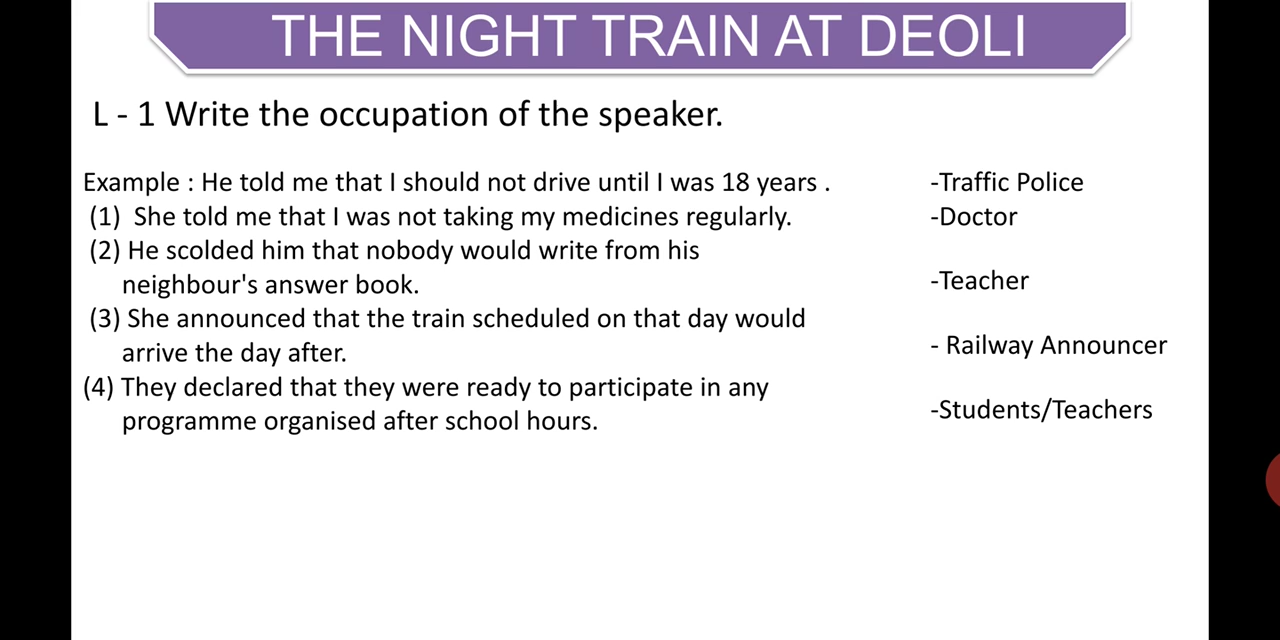 THE NIGHT TRAIN AT DEOLI
L - 1 Write the occupation of the speaker.
Example : He told me that I should not drive until I was 18 years . -Traffic Police
(1) She told me that I was not taking my medicines regularly. -Doctor
(2) He scolded him that nobody would write from his
neighbour's answer book. -Teacher
(3) She announced that the train scheduled on that day would
arrive the day after. - Railway Announcer
(4) They declared that they were ready to participate in any
programme organised after school hours. -Students/Teachers